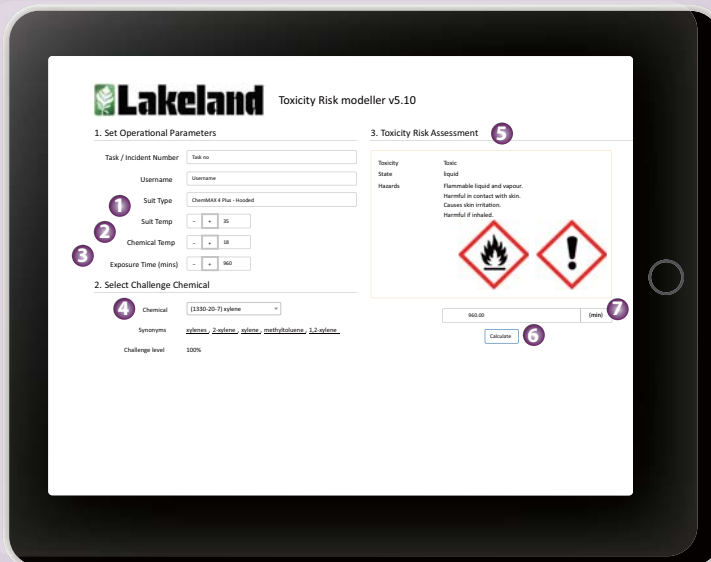 Lakeland
Toxicity Risk modeller v5.10
1. Set Operational Parameters
Task / Incident Number Task no
Username Username
1 Suit Type ChemMAX 4 Plus - Hooded
2 Suit Temp - + 35
Chemical Temp - + 18
3 Exposure Time (mins) - + 960
2. Select Challenge Chemical
4 Chemical (1330-20-7) xylene
Synonyms xylenes , 2-xylene , xylene , methyltoluene , 1,2-xylene
Challenge level 100%
3. Toxicity Risk Assessment 5
Toxicity Toxic
State liquid
Hazards Flammable liquid and vapour.
Harmful in contact with skin.
Causes skin irritation.
Harmful if inhaled.
960.00 (min) 7
Calculate 6